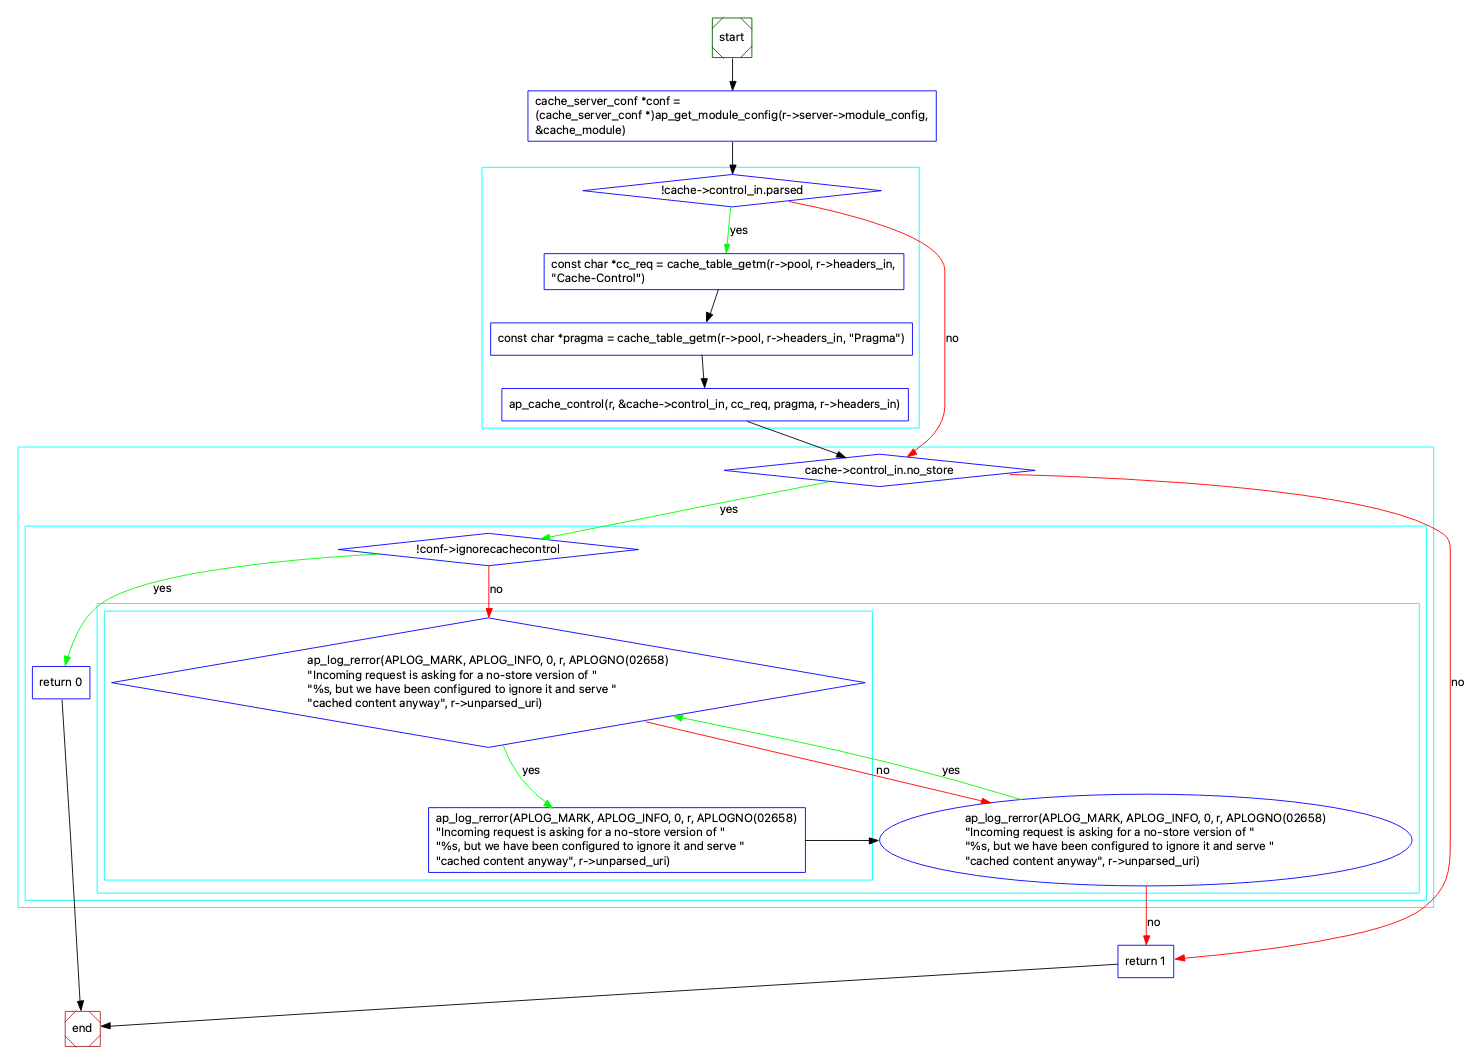 start
cache_server_conf *conf =
(cache_server_conf *)ap_get_module_config(r->server->module_config,
&cache_module)
!cache->control_in.parsed
yes
const char *cc_req = cache_table_getm(r->pool, r->headers_in,
"Cache-Control")
const char *pragma = cache_table_getm(r->pool, r->headers_in, "Pragma")
no
ap_cache_control(r, &cache->control_in, cc_req, pragma, r->headers_in)
cache->control_in.no_store
yes
!conf->ignorecachecontrol
yes
no
ap_log_rerror(APLOG_MARK, APLOG_INFO, 0, r, APLOGNO(02658)
"Incoming request is asking for a no-store version of "
"%s, but we have been configured to ignore it and serve "
"cached content anyway", r->unparsed_uri)
return 0
no
yes
no
yes
ap_log_rerror(APLOG_MARK, APLOG_INFO, 0, r, APLOGNO(02658)
"Incoming request is asking for a no-store version of "
"%s, but we have been configured to ignore it and serve "
"cached content anyway", r->unparsed_uri)
ap_log_rerror(APLOG_MARK, APLOG_INFO, 0, r, APLOGNO(02658)
"Incoming request is asking for a no-store version of "
"%s, but we have been configured to ignore it and serve "
"cached content anyway", r->unparsed_uri)
no
return 1
end